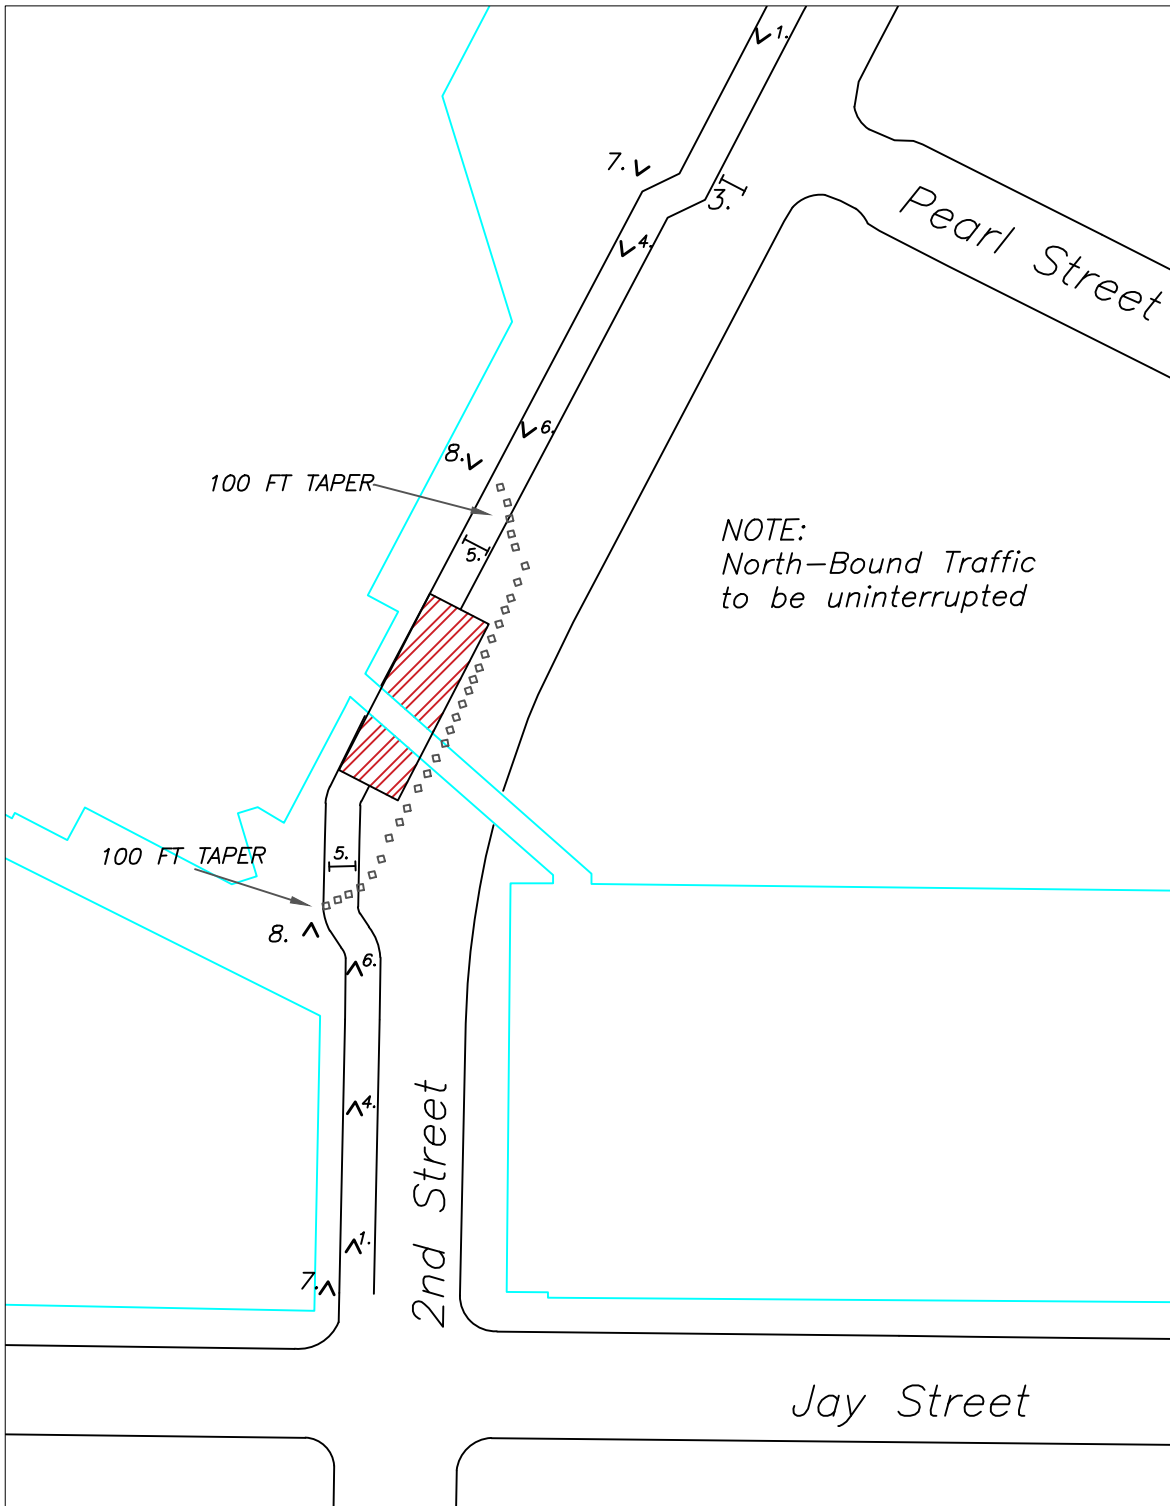 1.
7.
3.
Pearl Street
4.
6.
8.
100 FT TAPER
NOTE:
North-Bound Traffic
to be uninterrupted
5.
5.
100 FT TAPER
8.
6.
4.
2nd Street
1.
7.
Jay Street